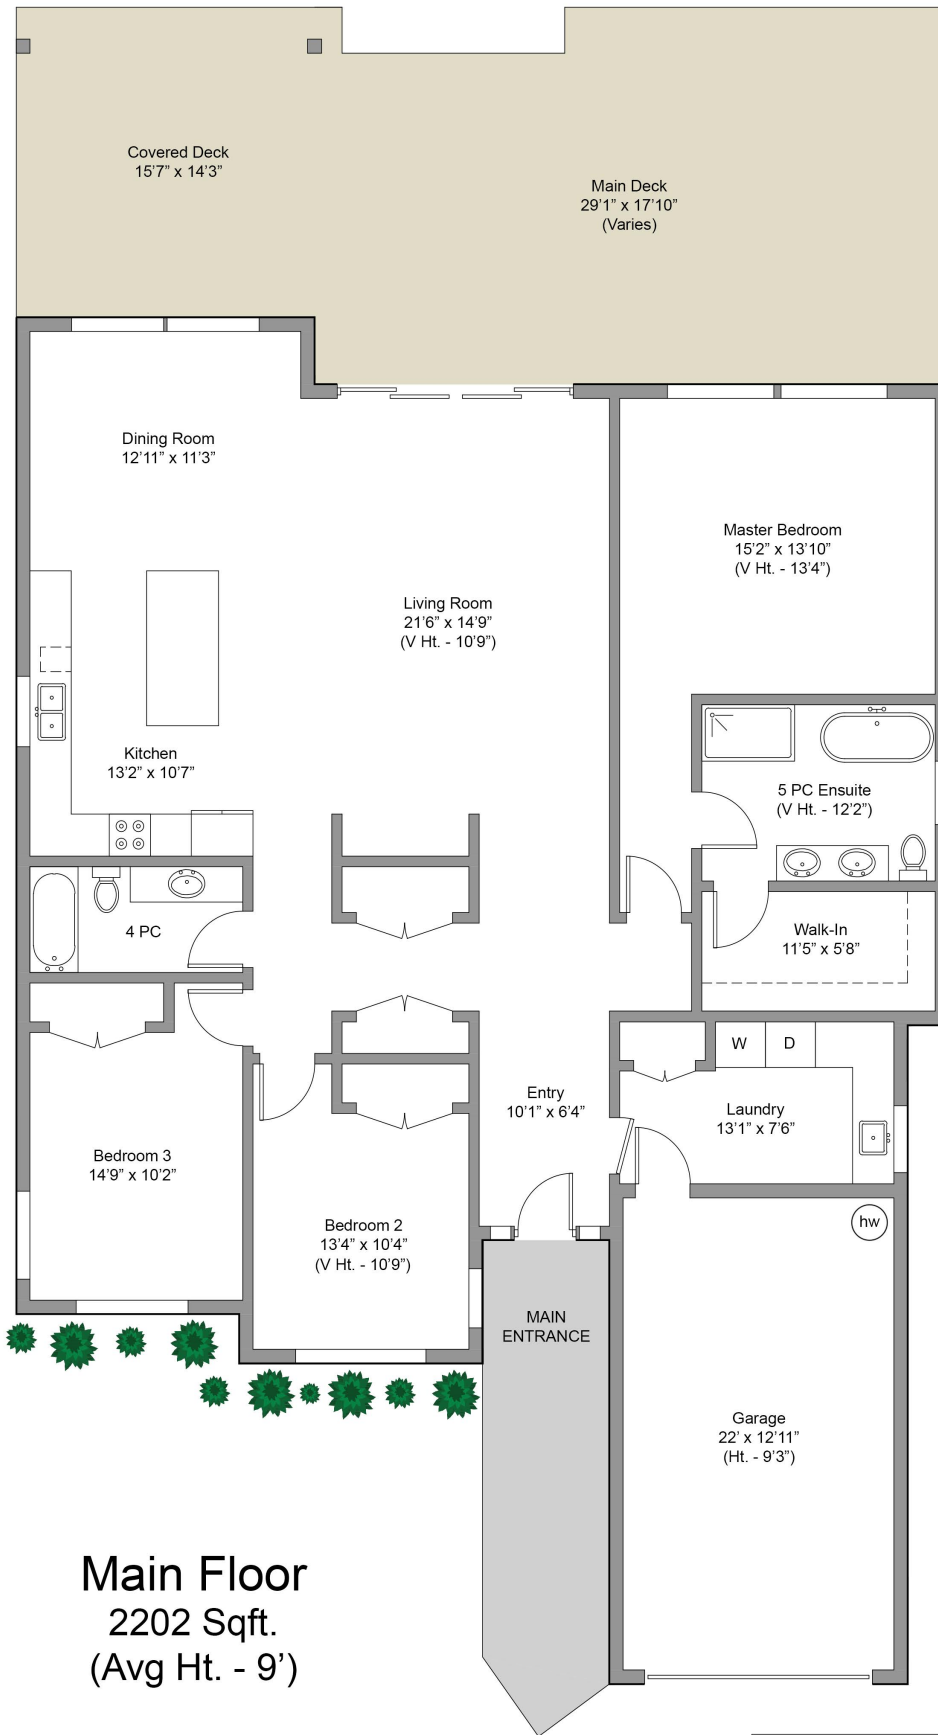 Covered Deck
15'7” x 14'3”
Main Deck
29'1” x 17'10”
(Varies)
Dining Room
12'11” x 11'3”
Master Bedroom
15'2” x 13'10”
(V Ht. - 13'4”)
Living Room
21'6” x 14'9”
(V Ht. - 10'9”)
Kitchen
13'2” x 10'7”
5 PC Ensuite
(V Ht. - 12'2”)
4 PC
Walk-In
11'5” x 5'8”
W
D
Entry
10'1” x 6'4”
Laundry
13'1” x 7'6”
Bedroom 3
14'9” x 10'2”
Bedroom 2
13'4” x 10'4”
(V Ht. - 10'9”)
hw
MAIN
ENTRANCE
Garage
22' x 12'11”
(Ht. - 9'3”)
Main Floor
2202 Sqft.
(Avg Ht. - 9')